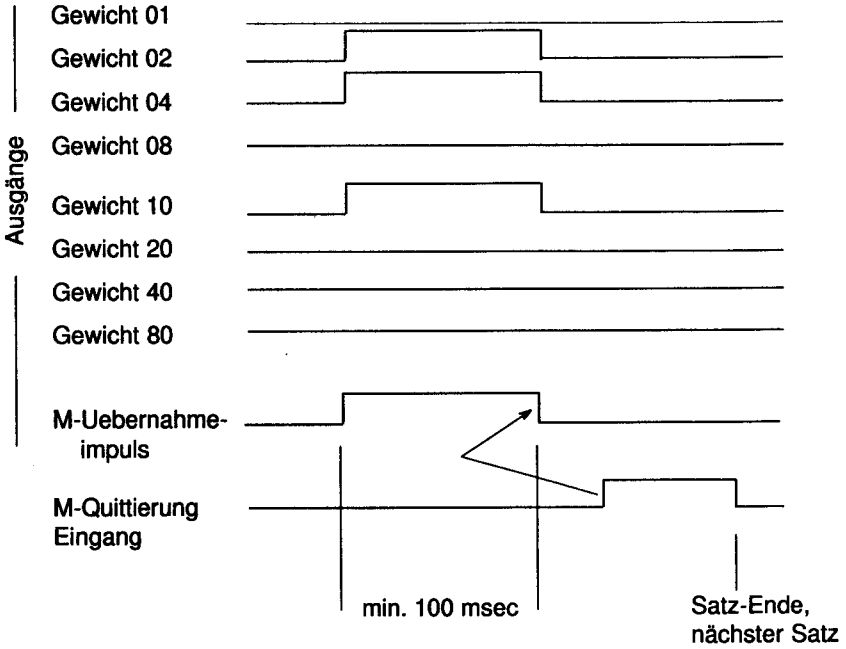 Ausgänge
Gewicht 01
Gewicht 02
Gewicht 04
Gewicht 08
Gewicht 10
Gewicht 20
Gewicht 40
Gewicht 80
M-Uebernahme-
impuls
M-Quittierung
Eingang
min. 100 msec
Satz-Ende,
nächster Satz